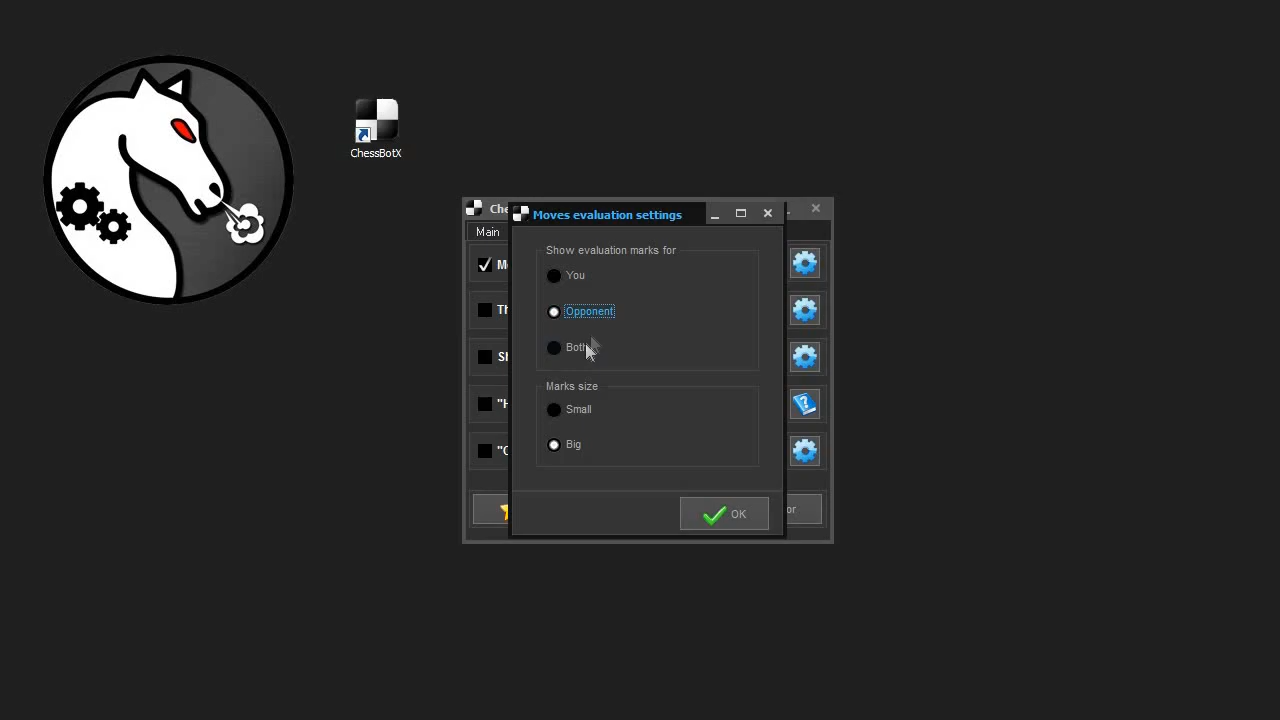 ChessBotX
Moves evaluation settings
Main
Show evaluation marks for
You
Opponent
Both
Marks size
Small
Big
OK